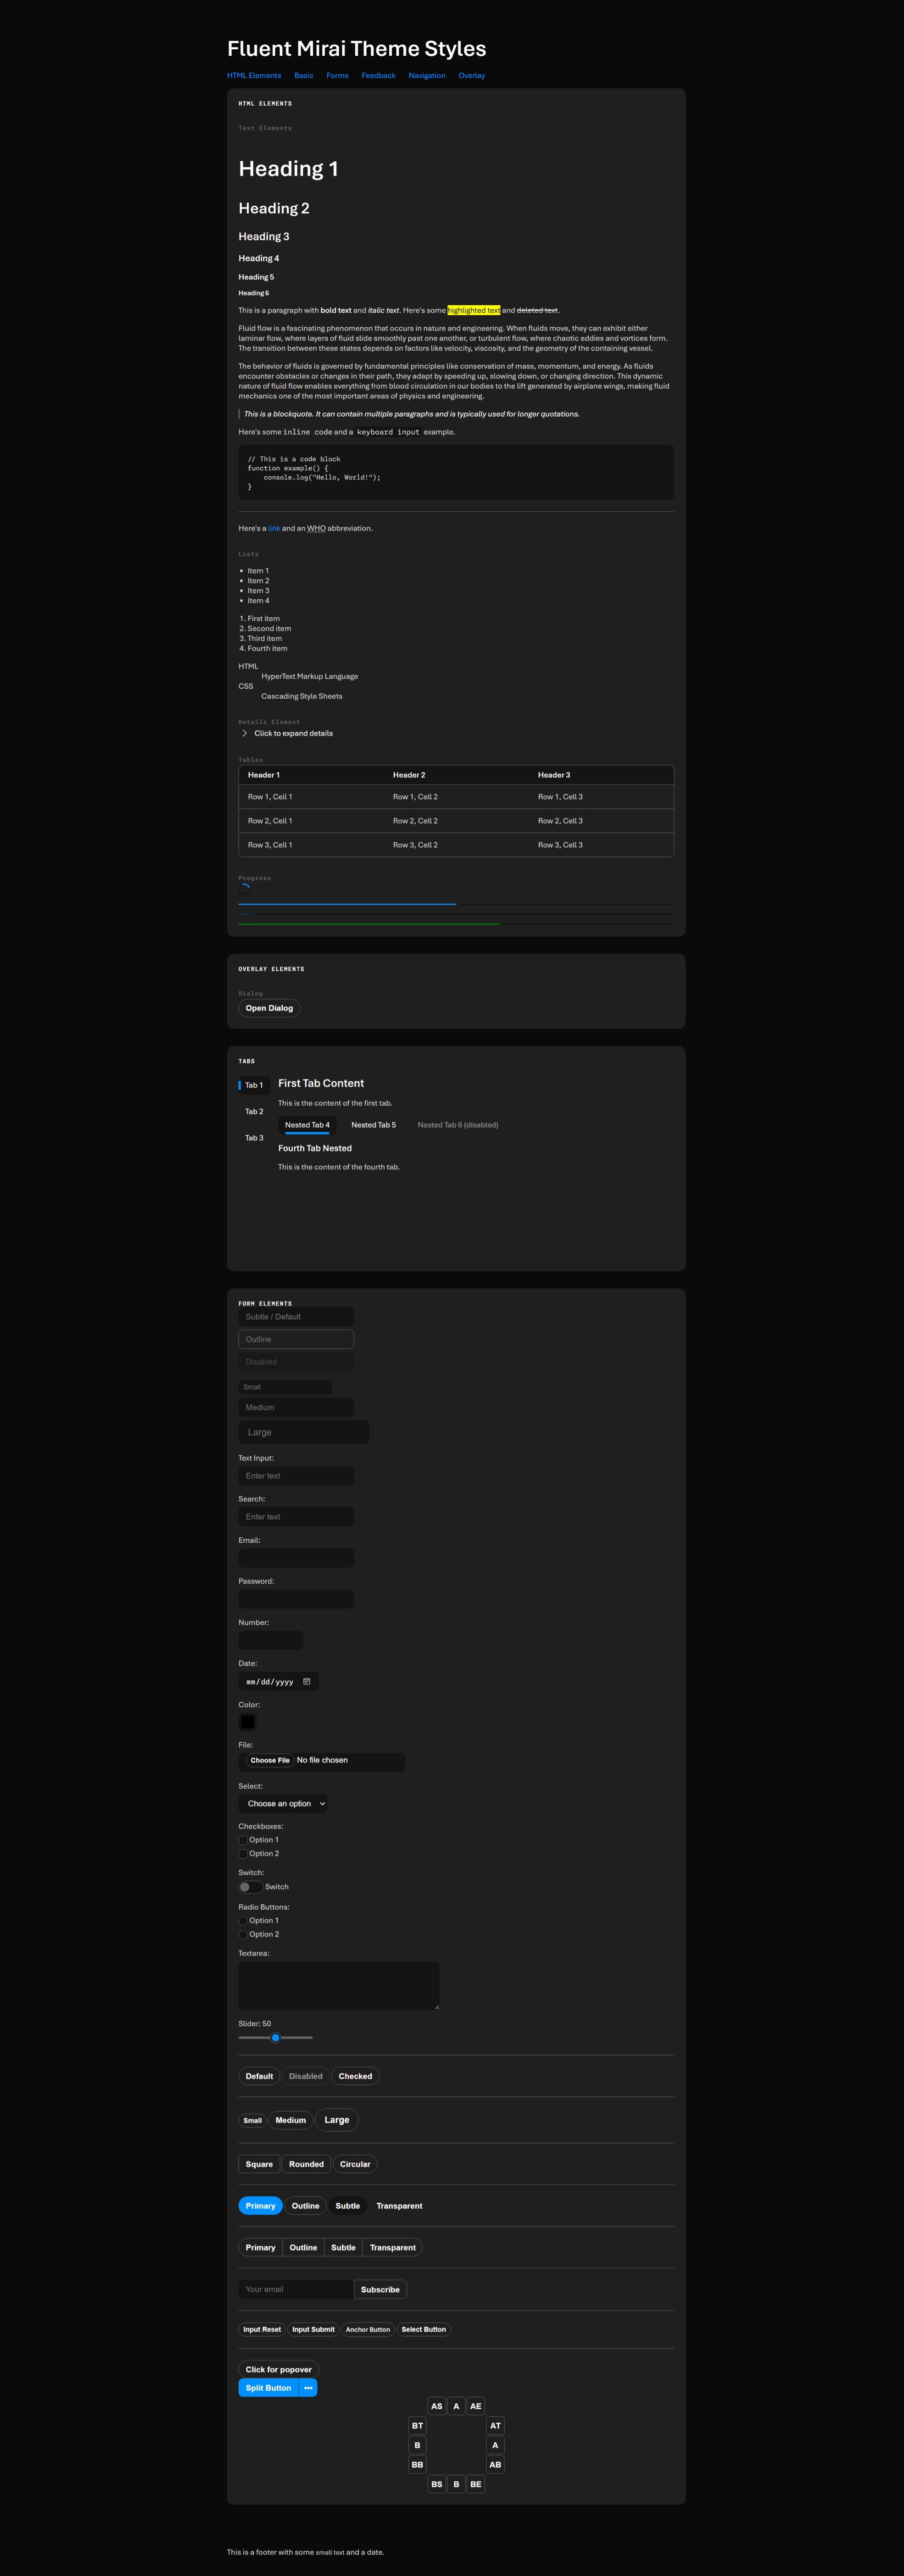 Fluent Mirai Theme Styles
HTML Elements Basic Forms Feedback Navigation Overlay
HTML ELEMENTS
Text Elements
Heading 1
Heading 2
Heading 3
Heading 4
Heading 5
Heading 6
This is a paragraph with bold text and italic text. Here's some highlighted text and deleted text.
Fluid flow is a fascinating phenomenon that occurs in nature and engineering. When fluids move, they can exhibit either
laminar flow, where layers of fluid slide smoothly past one another, or turbulent flow, where chaotic eddies and vortices form.
The transition between these states depends on factors like velocity, viscosity, and the geometry of the containing vessel.
The behavior of fluids is governed by fundamental principles like conservation of mass, momentum, and energy. As fluids
encounter obstacles or changes in their path, they adapt by speeding up, slowing down, or changing direction. This dynamic
nature of fluid flow enables everything from blood circulation in our bodies to the lift generated by airplane wings, making fluid
mechanics one of the most important areas of physics and engineering.
This is a blockquote. It can contain multiple paragraphs and is typically used for longer quotations.
Here's some inline code and a keyboard input example.
// This is a code block
function example() {
    console.log("Hello, World!");
}
Here's a link and an WHO abbreviation.
Lists
• Item 1
• Item 2
• Item 3
• Item 4
1. First item
2. Second item
3. Third item
4. Fourth item
HTML
HyperText Markup Language
CSS
Cascading Style Sheets
Details Element
Click to expand details
Tables
Header 1 Header 2 Header 3
Row 1, Cell 1 Row 1, Cell 2 Row 1, Cell 3
Row 2, Cell 1 Row 2, Cell 2 Row 2, Cell 3
Row 3, Cell 1 Row 3, Cell 2 Row 3, Cell 3
Progress
OVERLAY ELEMENTS
Dialog
Open Dialog
TABS
Tab 1
Tab 2
Tab 3
First Tab Content
This is the content of the first tab.
Nested Tab 4 Nested Tab 5 Nested Tab 6 (disabled)
Fourth Tab Nested
This is the content of the fourth tab.
FORM ELEMENTS
Subtle / Default
Outline
Disabled
Small
Medium
Large
Text Input:
Enter text
Search:
Enter text
Email:
Password:
Number:
Date:
mm/dd/yyyy
Color:
File:
Choose File No file chosen
Select:
Choose an option
Checkboxes:
Option 1
Option 2
Switch:
Switch
Radio Buttons:
Option 1
Option 2
Textarea:
Slider: 50
Default Disabled Checked
Small Medium Large
Square Rounded Circular
Primary Outline Subtle Transparent
Primary Outline Subtle Transparent
Your email Subscribe
Input Reset Input Submit Anchor Button Select Button
Click for popover
Split Button •••
AS A AE
BT AT
B A
BB AB
BS B BE
This is a footer with some small text and a date.